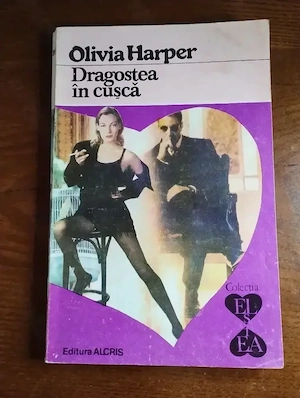 Olivia Harper
Dragostea
în cușcă
Colecția
EL
ȘI
EA
Editura ALCRIS